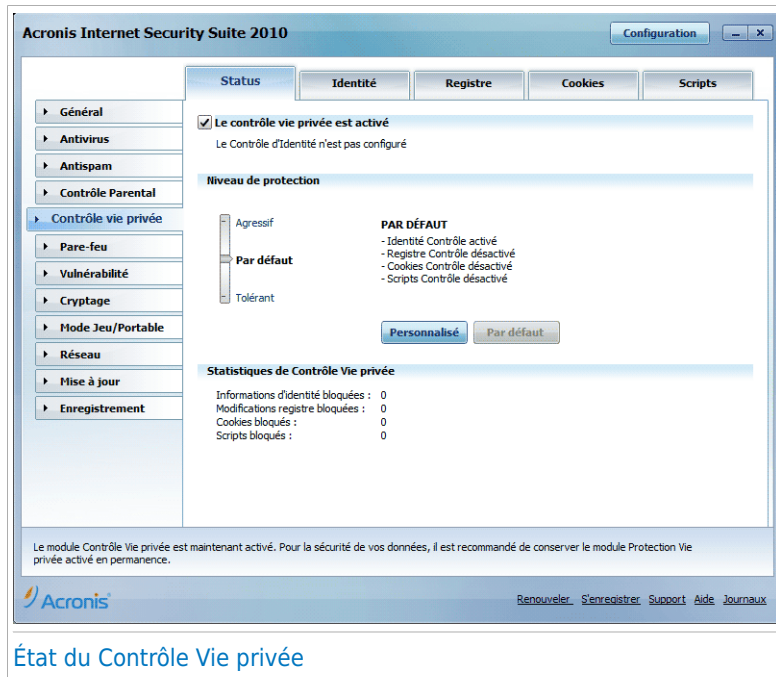 Acronis Internet Security Suite 2010
Configuration
Status
Identité
Registre
Cookies
Scripts
Général
Antivirus
Antispam
Contrôle Parental
Contrôle vie privée
Pare-feu
Vulnérabilité
Cryptage
Mode Jeu/Portable
Réseau
Mise à jour
Enregistrement
Le contrôle vie privée est activé
Le Contrôle d'Identité n'est pas configuré
Niveau de protection
Agressif
Par défaut
Tolérant
PAR DÉFAUT
- Identité Contrôle activé
- Registre Contrôle désactivé
- Cookies Contrôle désactivé
- Scripts Contrôle désactivé
Personnalisé
Par défaut
Statistiques de Contrôle Vie privée
Informations d'identité bloquées : 0
Modifications registre bloquées : 0
Cookies bloqués : 0
Scripts bloqués : 0
Le module Contrôle Vie privée est maintenant activé. Pour la sécurité de vos données, il est recommandé de conserver le module Protection Vie
privée activé en permanence.
Acronis
Renouveler S'enregistrer Support Aide Journaux
État du Contrôle Vie privée